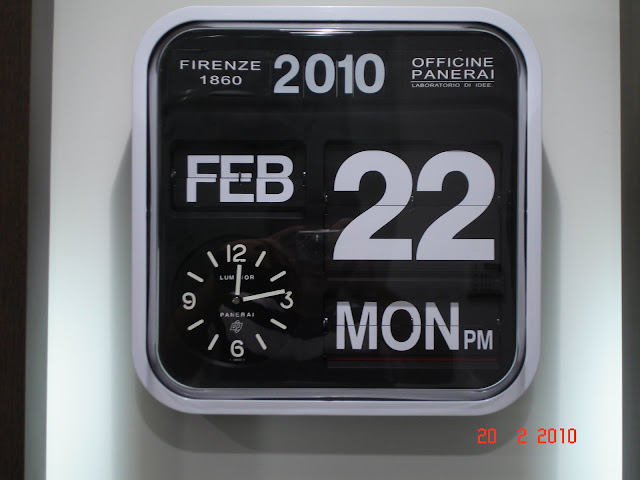 FIRENZE
1860
2010
OFFICINE
PANERAI
LABORATORIO DI IDEE.
FEB
22
12
LUMINOR
9
3
PANERAI
6
MON PM
20 2 2010